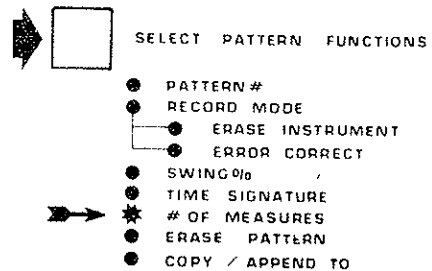 SELECT PATTERN FUNCTIONS
PATTERN #
RECORD MODE
ERASE INSTRUMENT
ERROR CORRECT
SWING %
TIME SIGNATURE
# OF MEASURES
ERASE PATTERN
COPY / APPEND TO